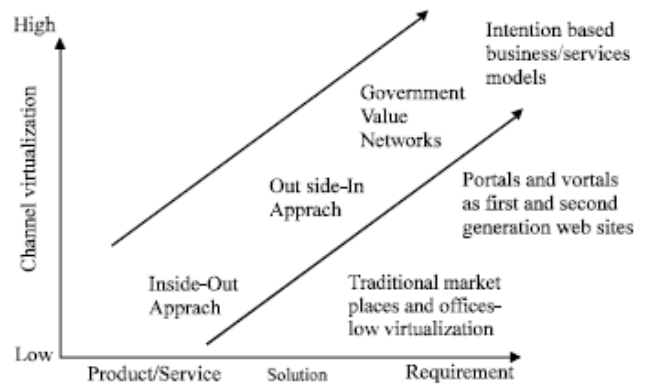 High
Intention based
business/services
models
Government
Value
Networks
Channel virtualization
Out side-In
Apprach
Portals and vortals
as first and second
generation web sites
Inside-Out
Apprach
Traditional market
places and offices-
low virtualization
Low
Product/Service
Solution
Requirement